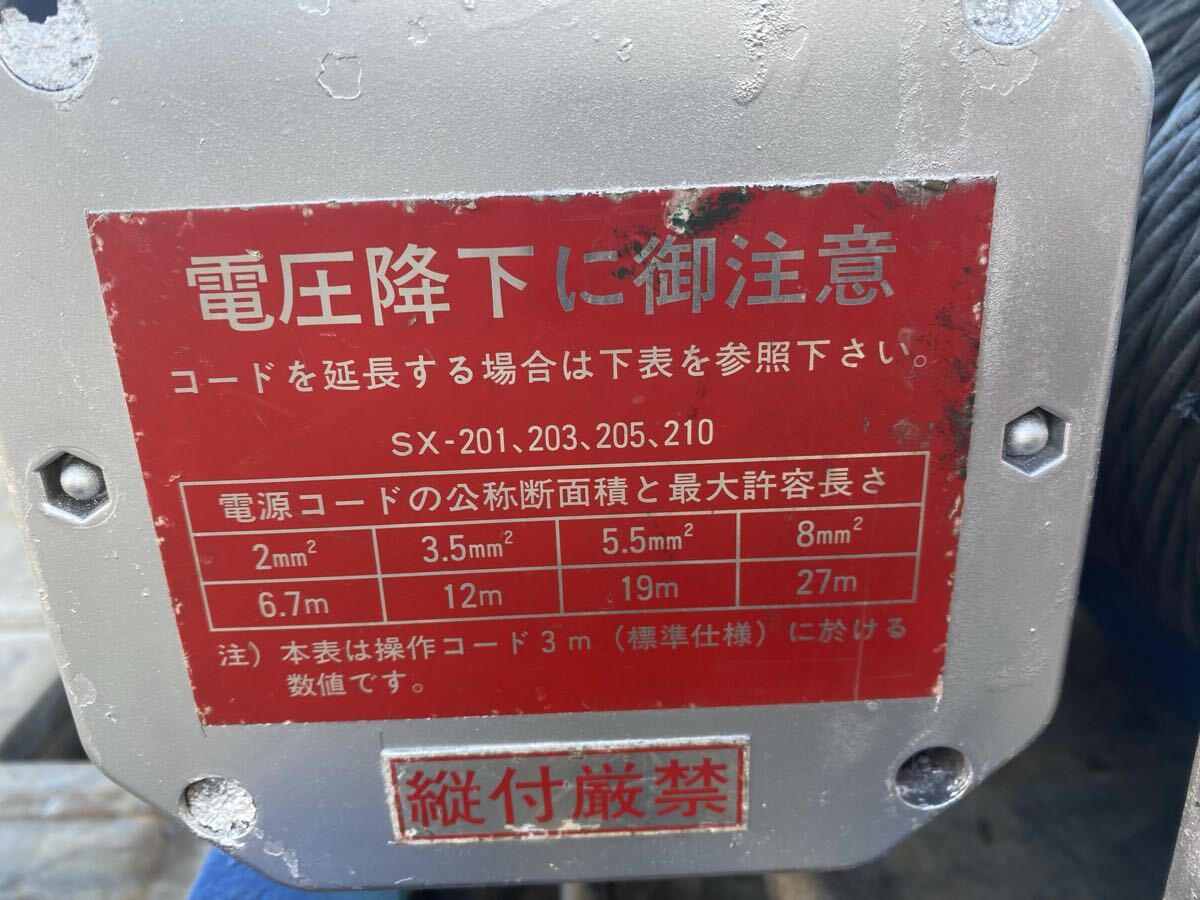 電圧降下に御注意
コードを延長する場合は下表を参照下さい。
SX-201、203、205、210
電源コードの公称断面積と最大許容長さ
2mm² 3.5mm² 5.5mm² 8mm²
6.7m 12m 19m 27m
注）本表は操作コード3m（標準仕様）に於ける
数値です。
縦付厳禁